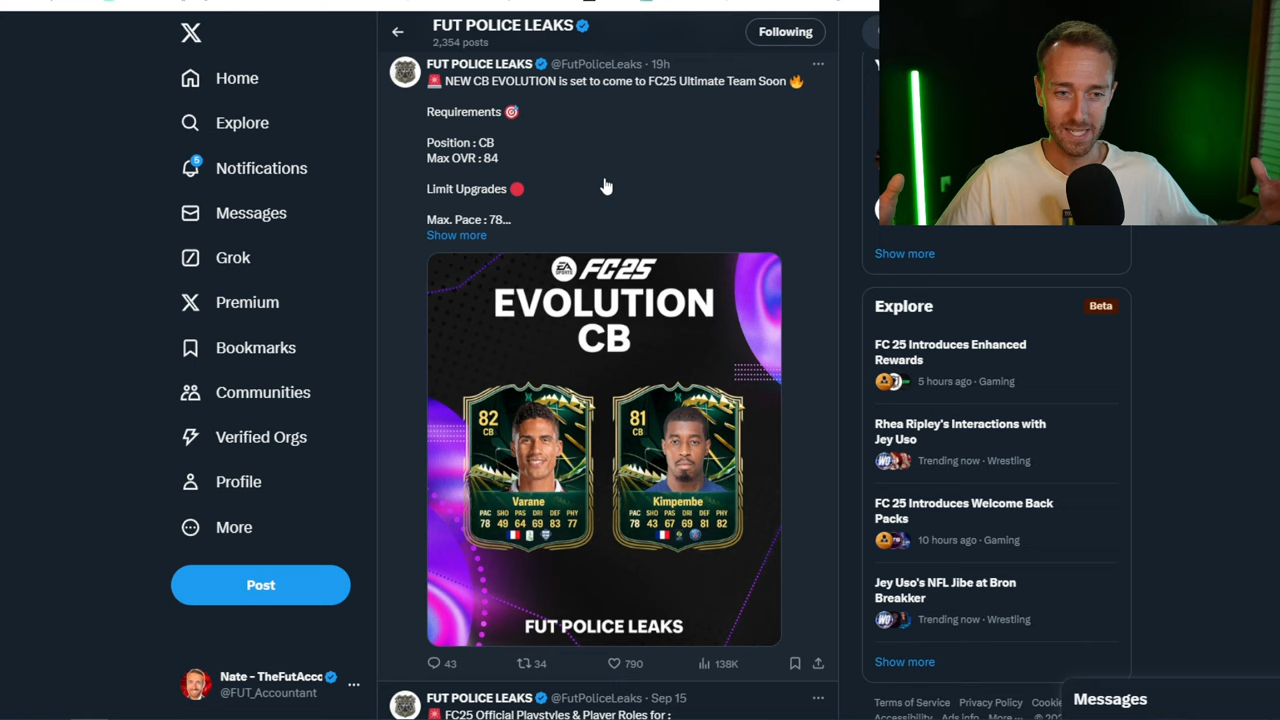 FUT POLICE LEAKS
2,354 posts
Following
Home
Explore
5
Notifications
Messages
Grok
Premium
Bookmarks
Communities
Verified Orgs
Profile
More
Post
Nate - TheFutAcc
@FUT_Accountant
FUT POLICE LEAKS @FutPoliceLeaks · 19h
🚨 NEW CB EVOLUTION is set to come to FC25 Ultimate Team Soon 🔥
Requirements 🎯
Position : CB
Max OVR : 84
Limit Upgrades 🔴
Max. Pace : 78...
Show more
EA SPORTS FC25
EVOLUTION
CB
82
CB
Varane
PAC SHO PAS DRI DEF PHY
78 49 64 69 83 77
81
CB
Kimpembe
PAC SHO PAS DRI DEF PHY
78 43 67 69 81 82
FUT POLICE LEAKS
43
34
790
138K
FUT POLICE LEAKS @FutPoliceLeaks · Sep 15
🚨 FC25 Official Playstyles & Player Roles for :
Show more
Explore
Beta
FC 25 Introduces Enhanced
Rewards
5 hours ago · Gaming
Rhea Ripley's Interactions with
Jey Uso
Trending now · Wrestling
FC 25 Introduces Welcome Back
Packs
10 hours ago · Gaming
Jey Uso's NFL Jibe at Bron
Breakker
Trending now · Wrestling
Show more
Terms of Service Privacy Policy
Messages